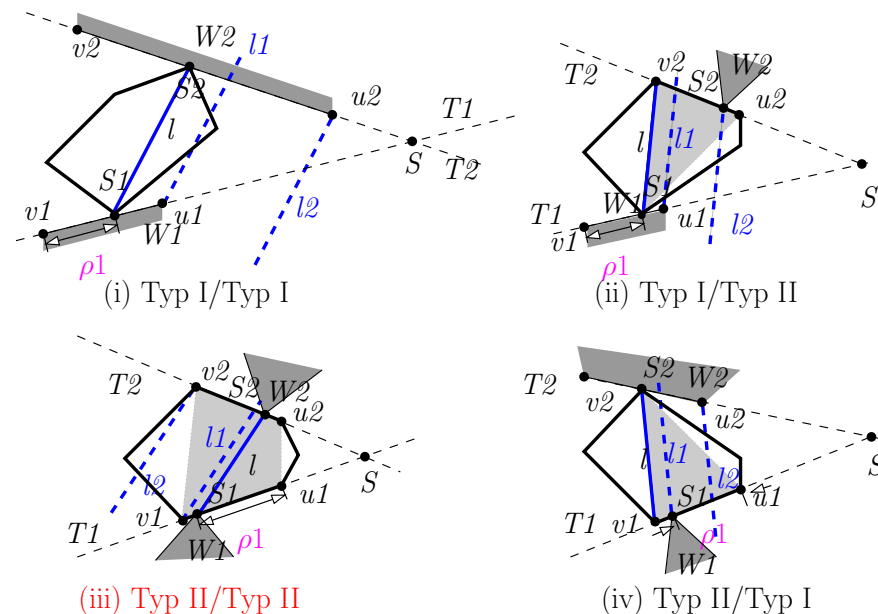 v2 W2 l1
S2 u2
l T1
S1 S T2
v1 u1 l2
W1
ρ1
(i) Typ I/Typ I
T2 v2 S2 W2
u2
l l1
W1 S1 S
T1 v1 u1 l2
ρ1
(ii) Typ I/Typ II
T2 v2 S2 W2
u2
l1
l2 l S
S1 u1
T1 v1
W1 ρ1
(iii) Typ II/Typ II
T2 S2 W2
v2 u2
S
l l1 l2
S1 u1
T1 v1
W1 ρ1
(iv) Typ II/Typ I